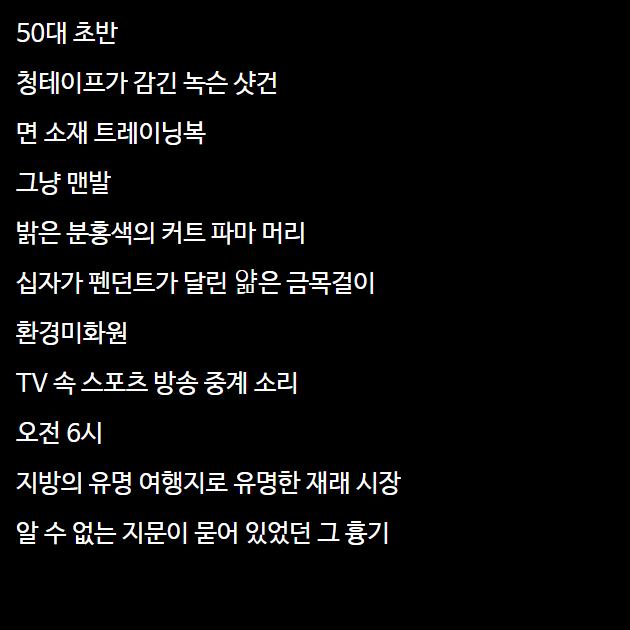 50대 초반
청테이프가 감긴 녹슨 샷건
면 소재 트레이닝복
그냥 맨발
밝은 분홍색의 커트 파마 머리
십자가 펜던트가 달린 얇은 금목걸이
환경미화원
TV 속 스포츠 방송 중계 소리
오전 6시
지방의 유명 여행지로 유명한 재래 시장
알 수 없는 지문이 묻어 있었던 그 흉기